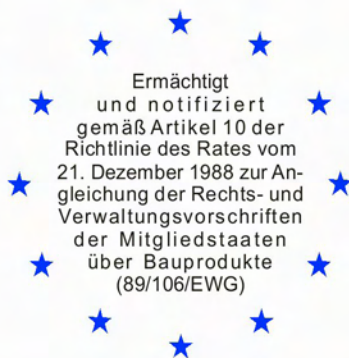 Ermächtigt
und notifiziert
gemäß Artikel 10 der
Richtlinie des Rates vom
21. Dezember 1988 zur An-
gleichung der Rechts- und
Verwaltungsvorschriften
der Mitgliedstaaten
über Bauprodukte
(89/106/EWG)